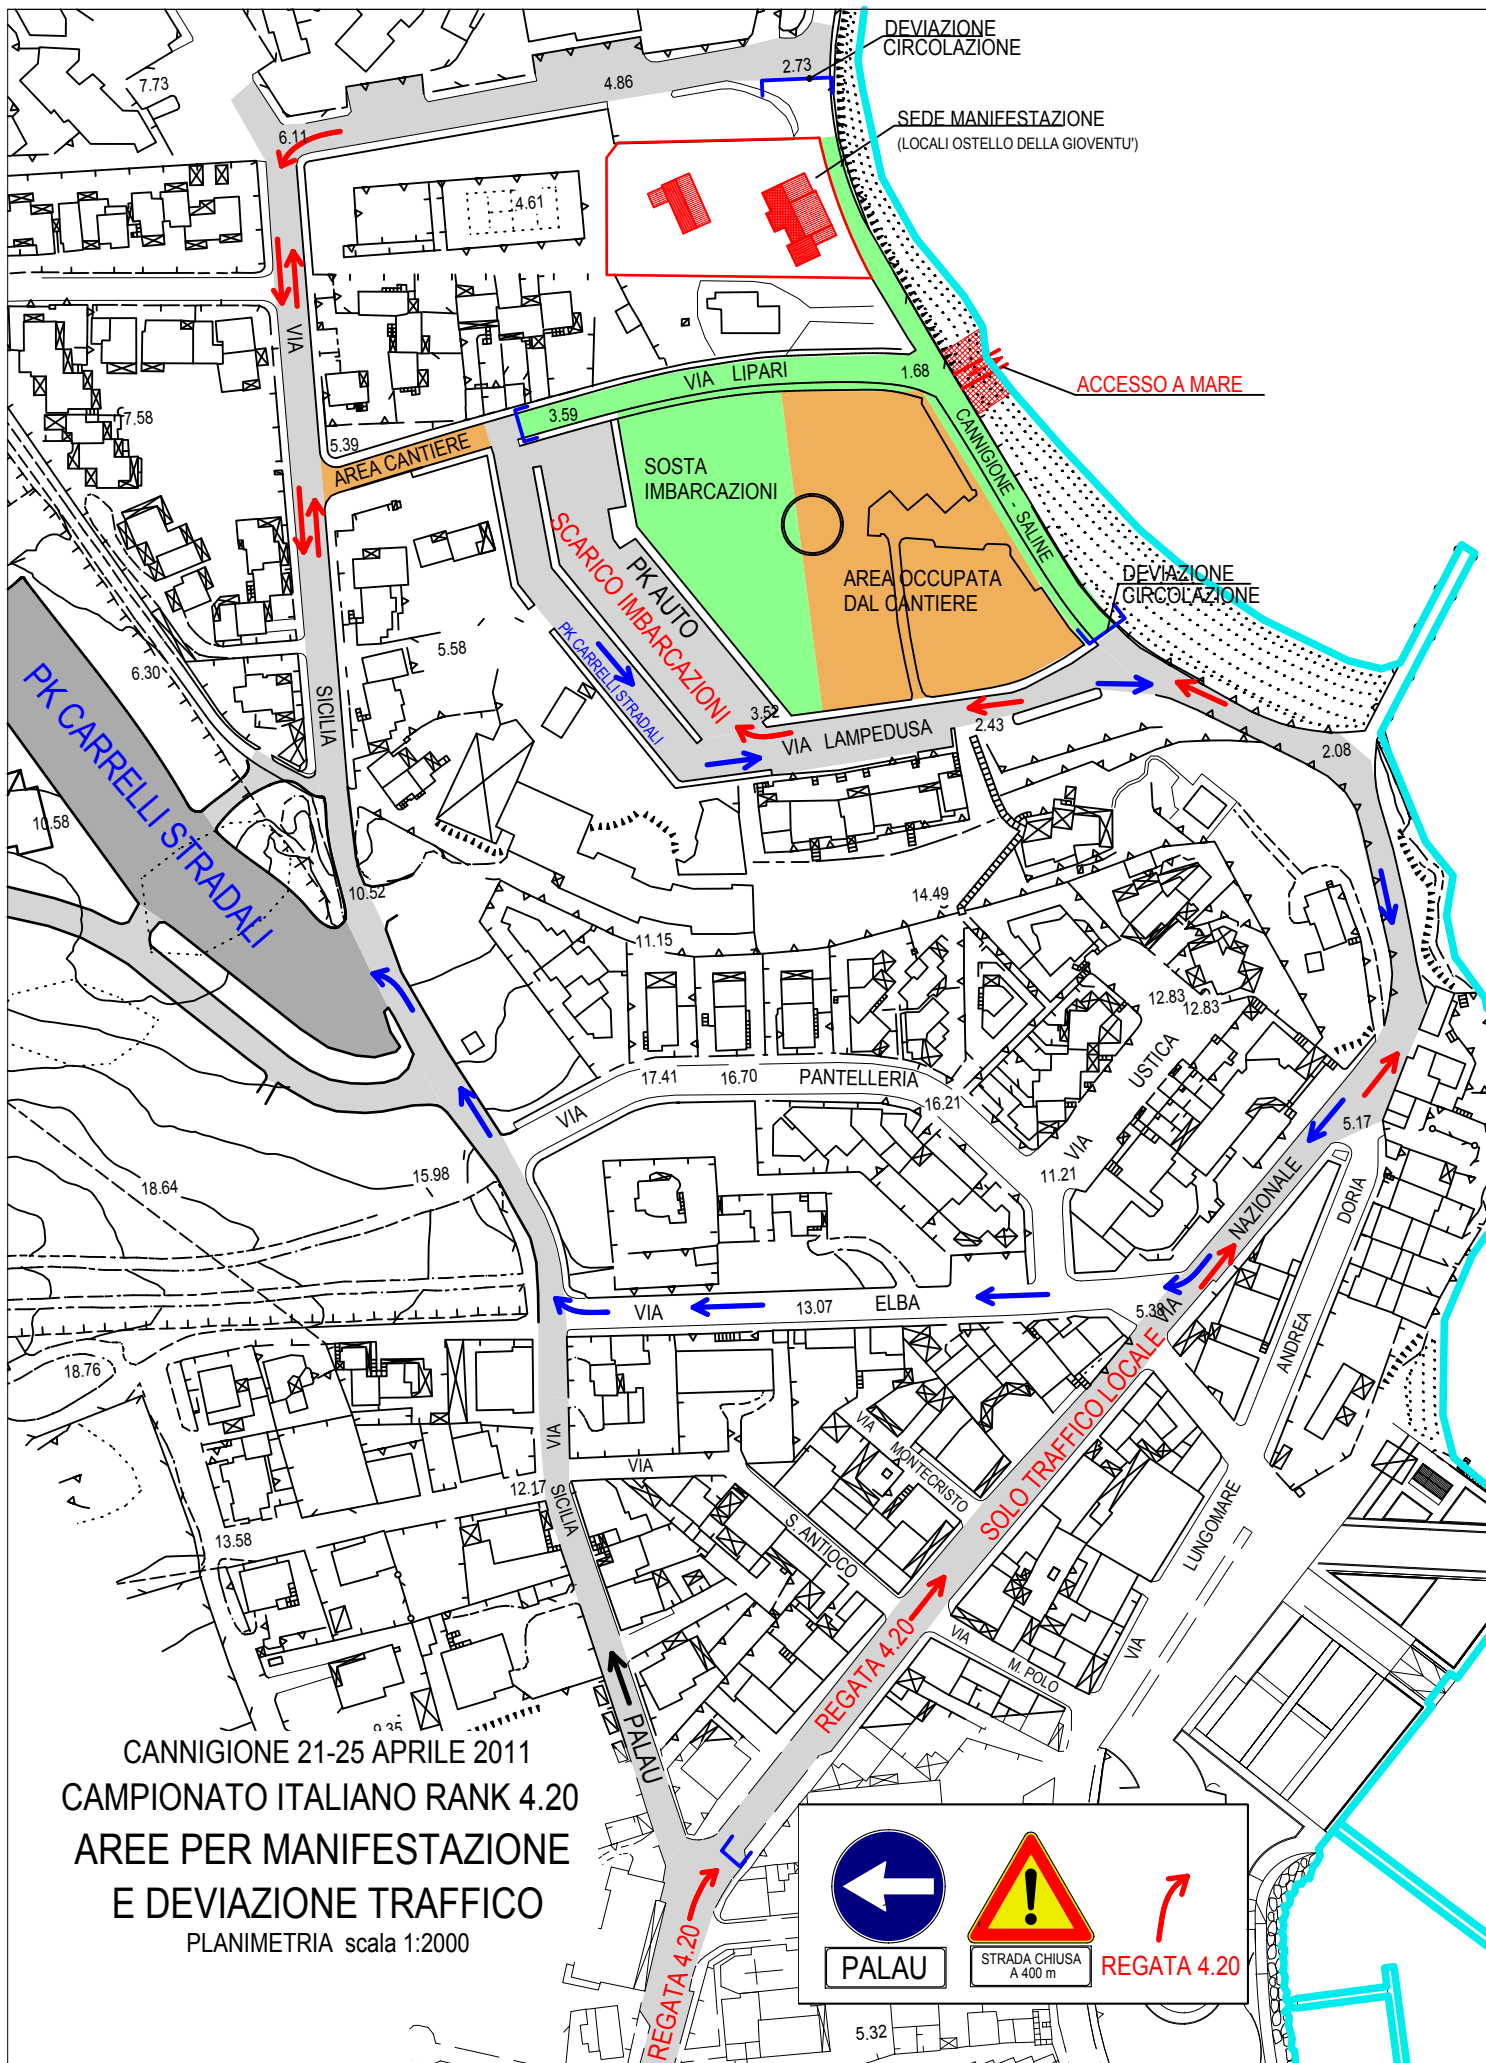 DEVIAZIONE
CIRCOLAZIONE
2.73
7.73
4.86
SEDE MANIFESTAZIONE
(LOCALI OSTELLO DELLA GIOVENTU')
6.11
4.61
VIA
VIA LIPARI
1.68
ACCESSO A MARE
7.58
3.59
5.39
AREA CANTIERE
CANNIGIONE - SALINE
SOSTA
IMBARCAZIONI
SCARICO IMBARCAZIONI
PK AUTO
AREA OCCUPATA
DAL CANTIERE
DEVIAZIONE
CIRCOLAZIONE
PK CARRELLI STRADALI
5.58
6.30
SICILIA
PK CARRELLI STRADALI
3.52
VIA LAMPEDUSA
2.43
2.08
10.58
10.52
14.49
11.15
12.83
12.83
USTICA
VIA
17.41
16.70
PANTELLERIA
16.21
VIA
5.17
11.21
15.98
18.64
NAZIONALE
VIA
DORIA
ANDREA
VIA
13.07
ELBA
5.38
18.76
SOLO TRAFFICO LOCALE
VIA
SICILIA
12.17
VIA
S. ANTIOCO
VIA
MONTECRISTO
LUNGOMARE
VIA
13.58
REGATA 4.20
VIA
M. POLO
PALAU
9.35
CANNIGIONE 21-25 APRILE 2011
CAMPIONATO ITALIANO RANK 4.20
AREE PER MANIFESTAZIONE
E DEVIAZIONE TRAFFICO
PLANIMETRIA scala 1:2000
REGATA 4.20
PALAU
STRADA CHIUSA
A 400 m
REGATA 4.20
5.32